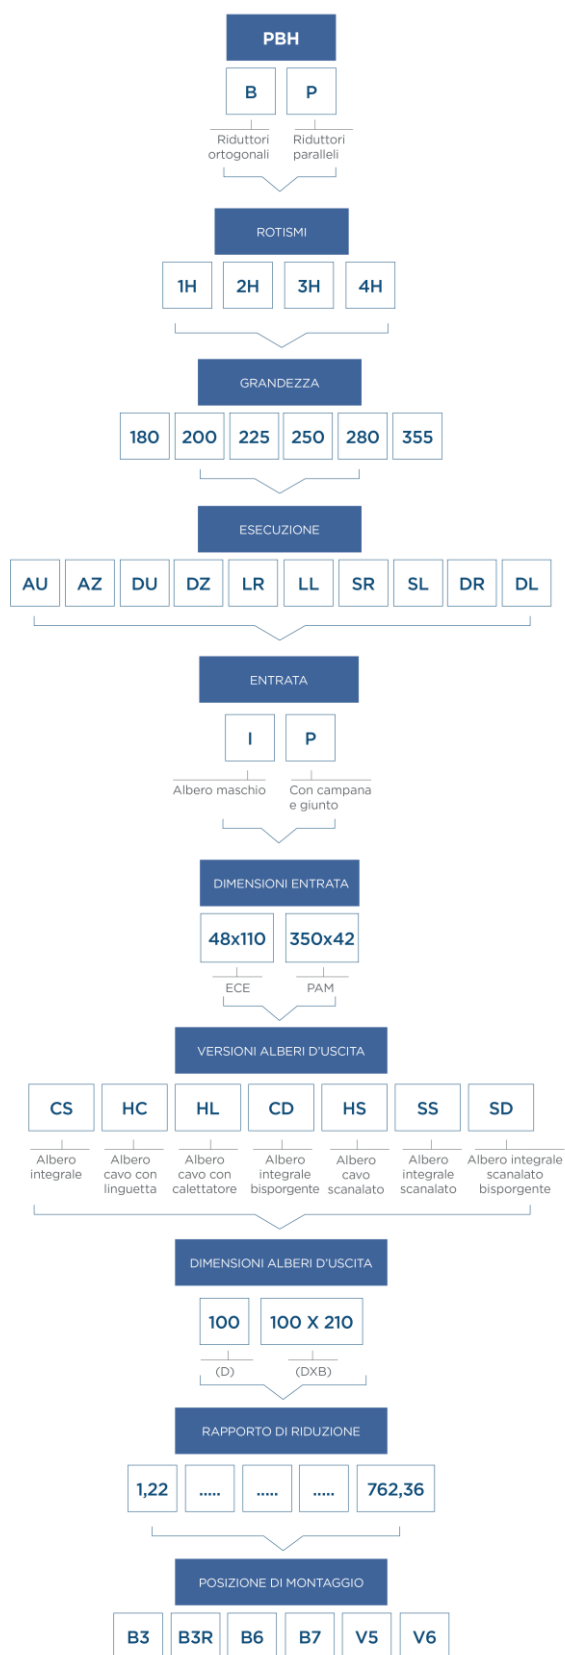 PBH
B P
Riduttori Riduttori
ortogonali paralleli
ROTISMI
1H 2H 3H 4H
GRANDEZZA
180 200 225 250 280 355
ESECUZIONE
AU AZ DU DZ LR LL SR SL DR DL
ENTRATA
I P
Albero maschio Con campana
e giunto
DIMENSIONI ENTRATA
48x110 350x42
ECE PAM
VERSIONI ALBERI D'USCITA
CS HC HL CD HS SS SD
Albero Albero Albero Albero Albero Albero Albero integrale
integrale cavo con cavo con integrale cavo integrale scanalato
linguetta calettatore bisporgente scanalato scanalato bisporgente
DIMENSIONI ALBERI D'USCITA
100 100 X 210
(D) (DXB)
RAPPORTO DI RIDUZIONE
1,22 ..... ..... ..... 762,36
POSIZIONE DI MONTAGGIO
B3 B3R B6 B7 V5 V6